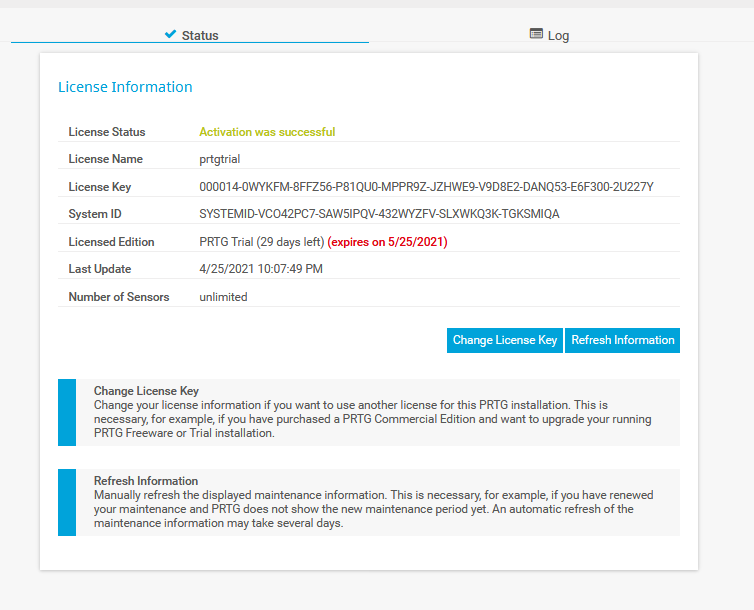 Status
Log
License Information
License Status Activation was successful
License Name prtgtrial
License Key 000014-0WYKFM-8FFZ56-P81QU0-MPPR9Z-JZHWE9-V9D8E2-DANQ53-E6F300-2U227Y
System ID SYSTEMID-VCO42PC7-SAW5IPQV-432WYZFV-SLXWKQ3K-TGKSMIQA
Licensed Edition PRTG Trial (29 days left) (expires on 5/25/2021)
Last Update 4/25/2021 10:07:49 PM
Number of Sensors unlimited
Change License Key Refresh Information
Change License Key
Change your license information if you want to use another license for this PRTG installation. This is
necessary, for example, if you have purchased a PRTG Commercial Edition and want to upgrade your running
PRTG Freeware or Trial installation.
Refresh Information
Manually refresh the displayed maintenance information. This is necessary, for example, if you have renewed
your maintenance and PRTG does not show the new maintenance period yet. An automatic refresh of the
maintenance information may take several days.